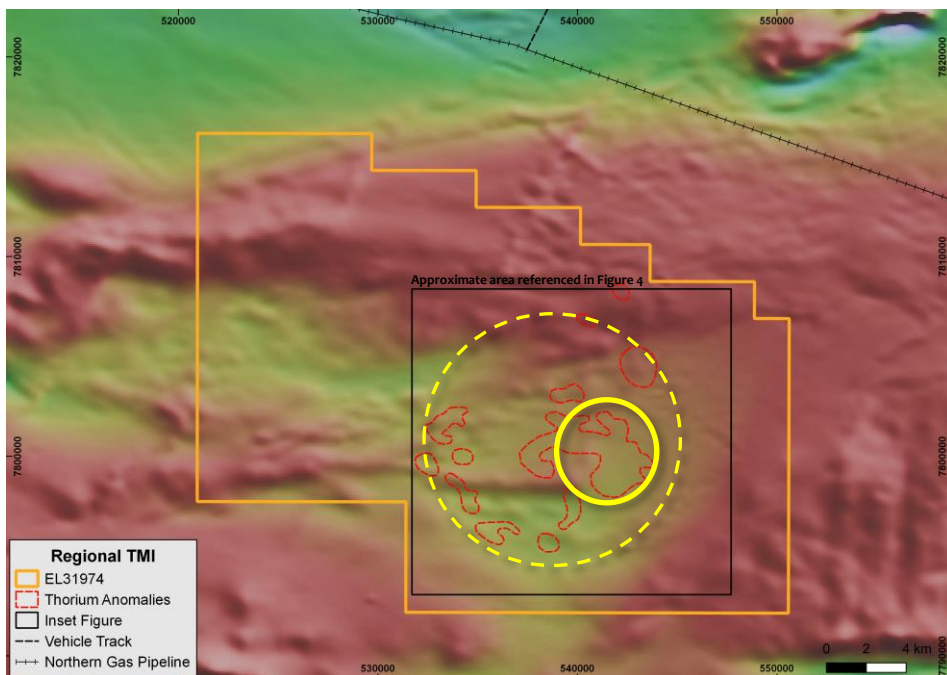 520000
530000
540000
550000
7820000
7820000
7810000
7810000
Approximate area referenced in Figure 4
7800000
7800000
Regional TMI
EL31974
Thorium Anomalies
Inset Figure
Vehicle Track
Northern Gas Pipeline
530000
540000
550000
7790000
0 2 4 km